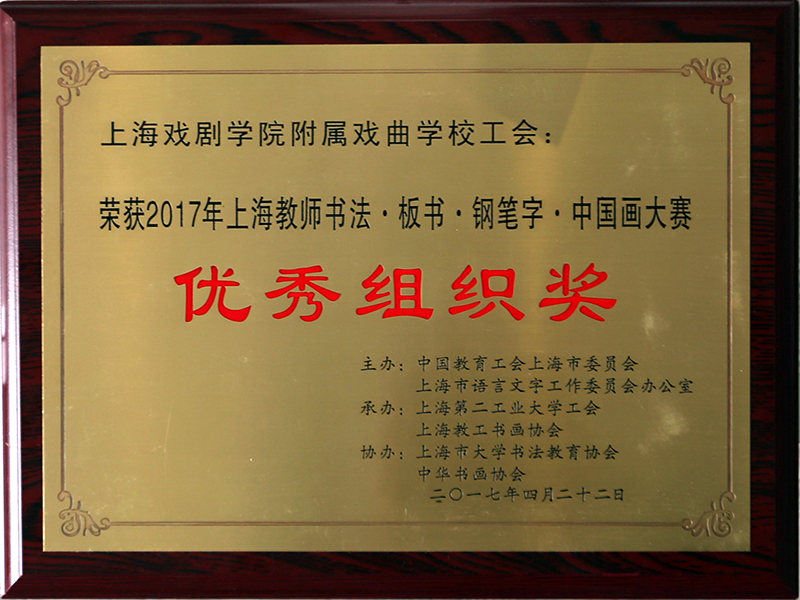 上海戏剧学院附属戏曲学校工会：
荣获2017年上海教师书法·板书·钢笔字·中国画大赛
优秀组织奖
主办：中国教育工会上海市委员会
上海市语言文字工作委员会办公室
承办：上海第二工业大学工会
上海教工书画协会
协办：上海市大学书法教育协会
中华书画协会
二〇一七年四月二十二日